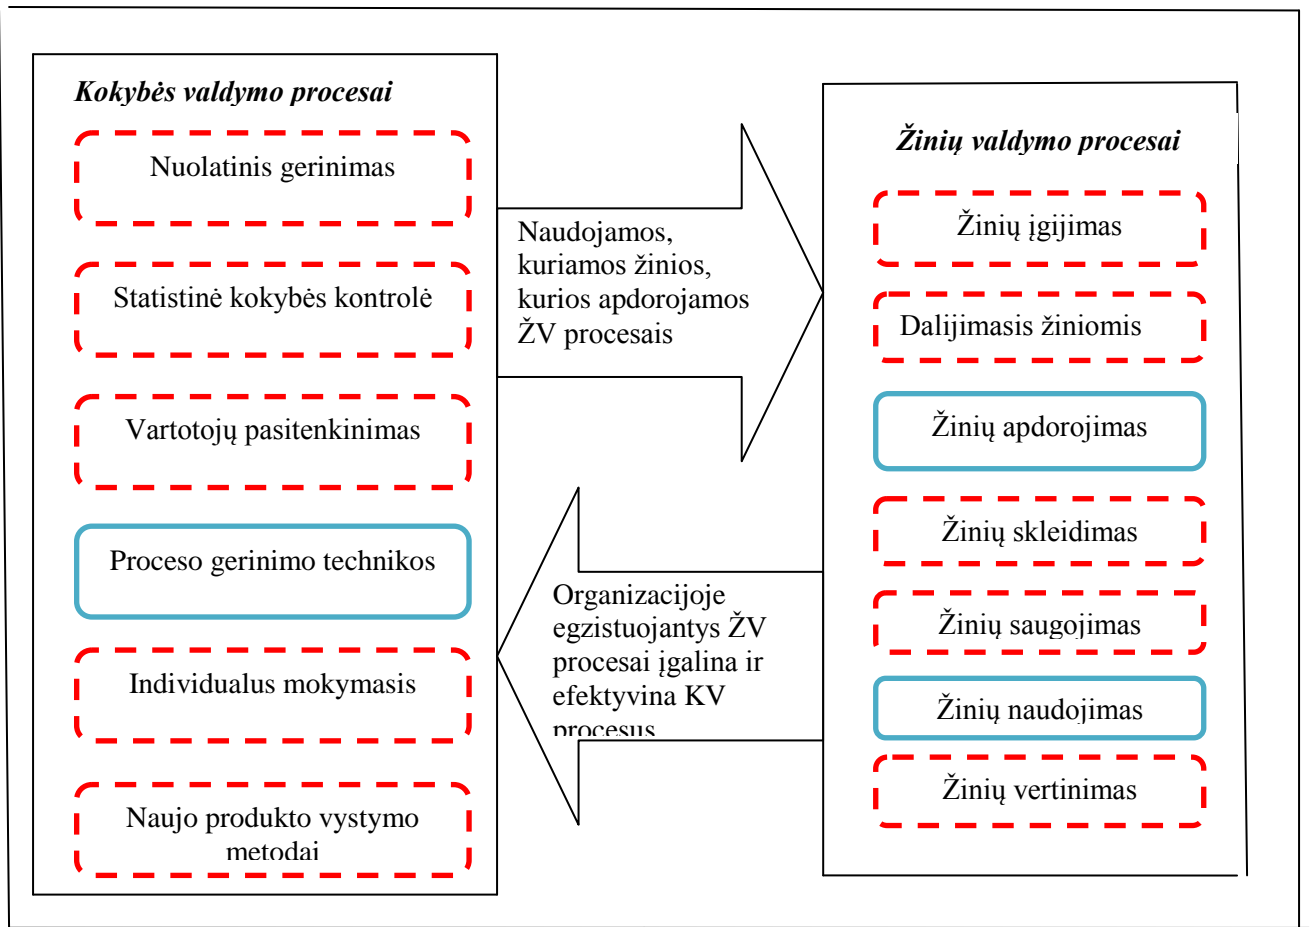 Kokybės valdymo procesai
Nuolatinis gerinimas
Statistinė kokybės kontrolė
Vartotojų pasitenkinimas
Proceso gerinimo technikos
Individualus mokymasis
Naujo produkto vystymo
metodai
Naudojamos,
kuriamos žinios,
kurios apdorojamos
ŽV procesais
Organizacijoje
egzistuojantys ŽV
procesai įgalina ir
efektyvina KV
procesus
Žinių valdymo procesai
Žinių įgijimas
Dalijimasis žiniomis
Žinių apdorojimas
Žinių skleidimas
Žinių saugojimas
Žinių naudojimas
Žinių vertinimas